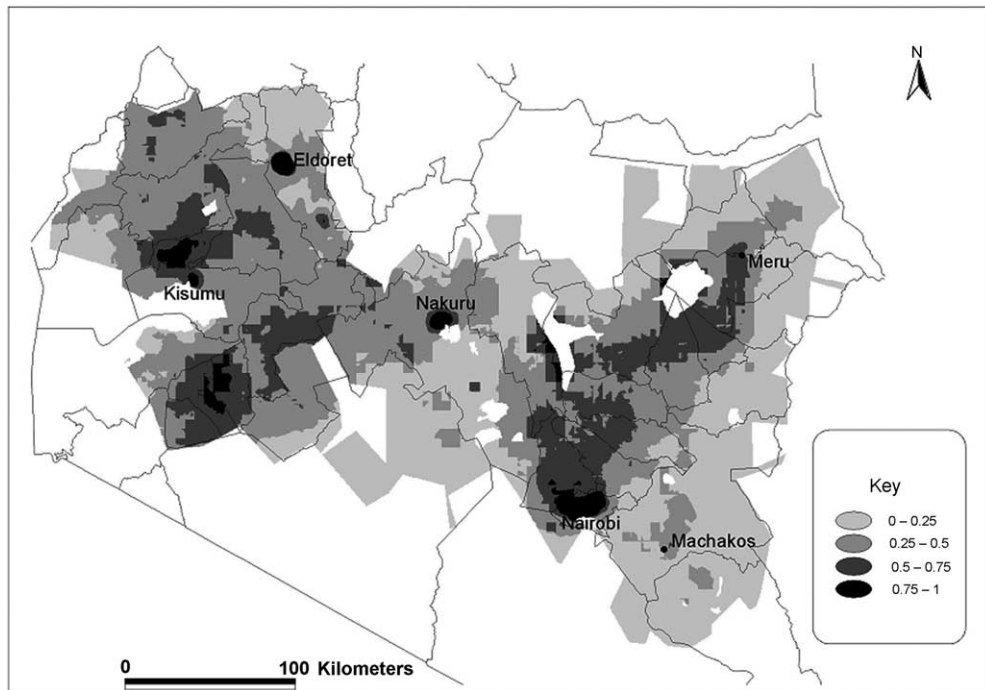 N
Eldoret
Kisumu
Nakuru
Meru
Nairobi
Machakos
Key
0 – 0.25
0.25 – 0.5
0.5 – 0.75
0.75 – 1
0 100 Kilometers